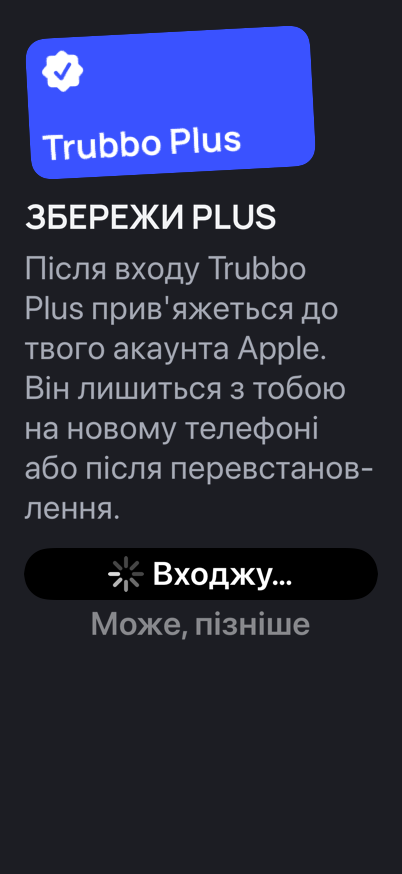 Trubbo Plus
ЗБЕРЕЖИ PLUS
Після входу Trubbo
Plus прив'яжеться до
твого акаунта Apple.
Він лишиться з тобою
на новому телефоні
або після перевстанов-
лення.
Входжу...
Може, пізніше